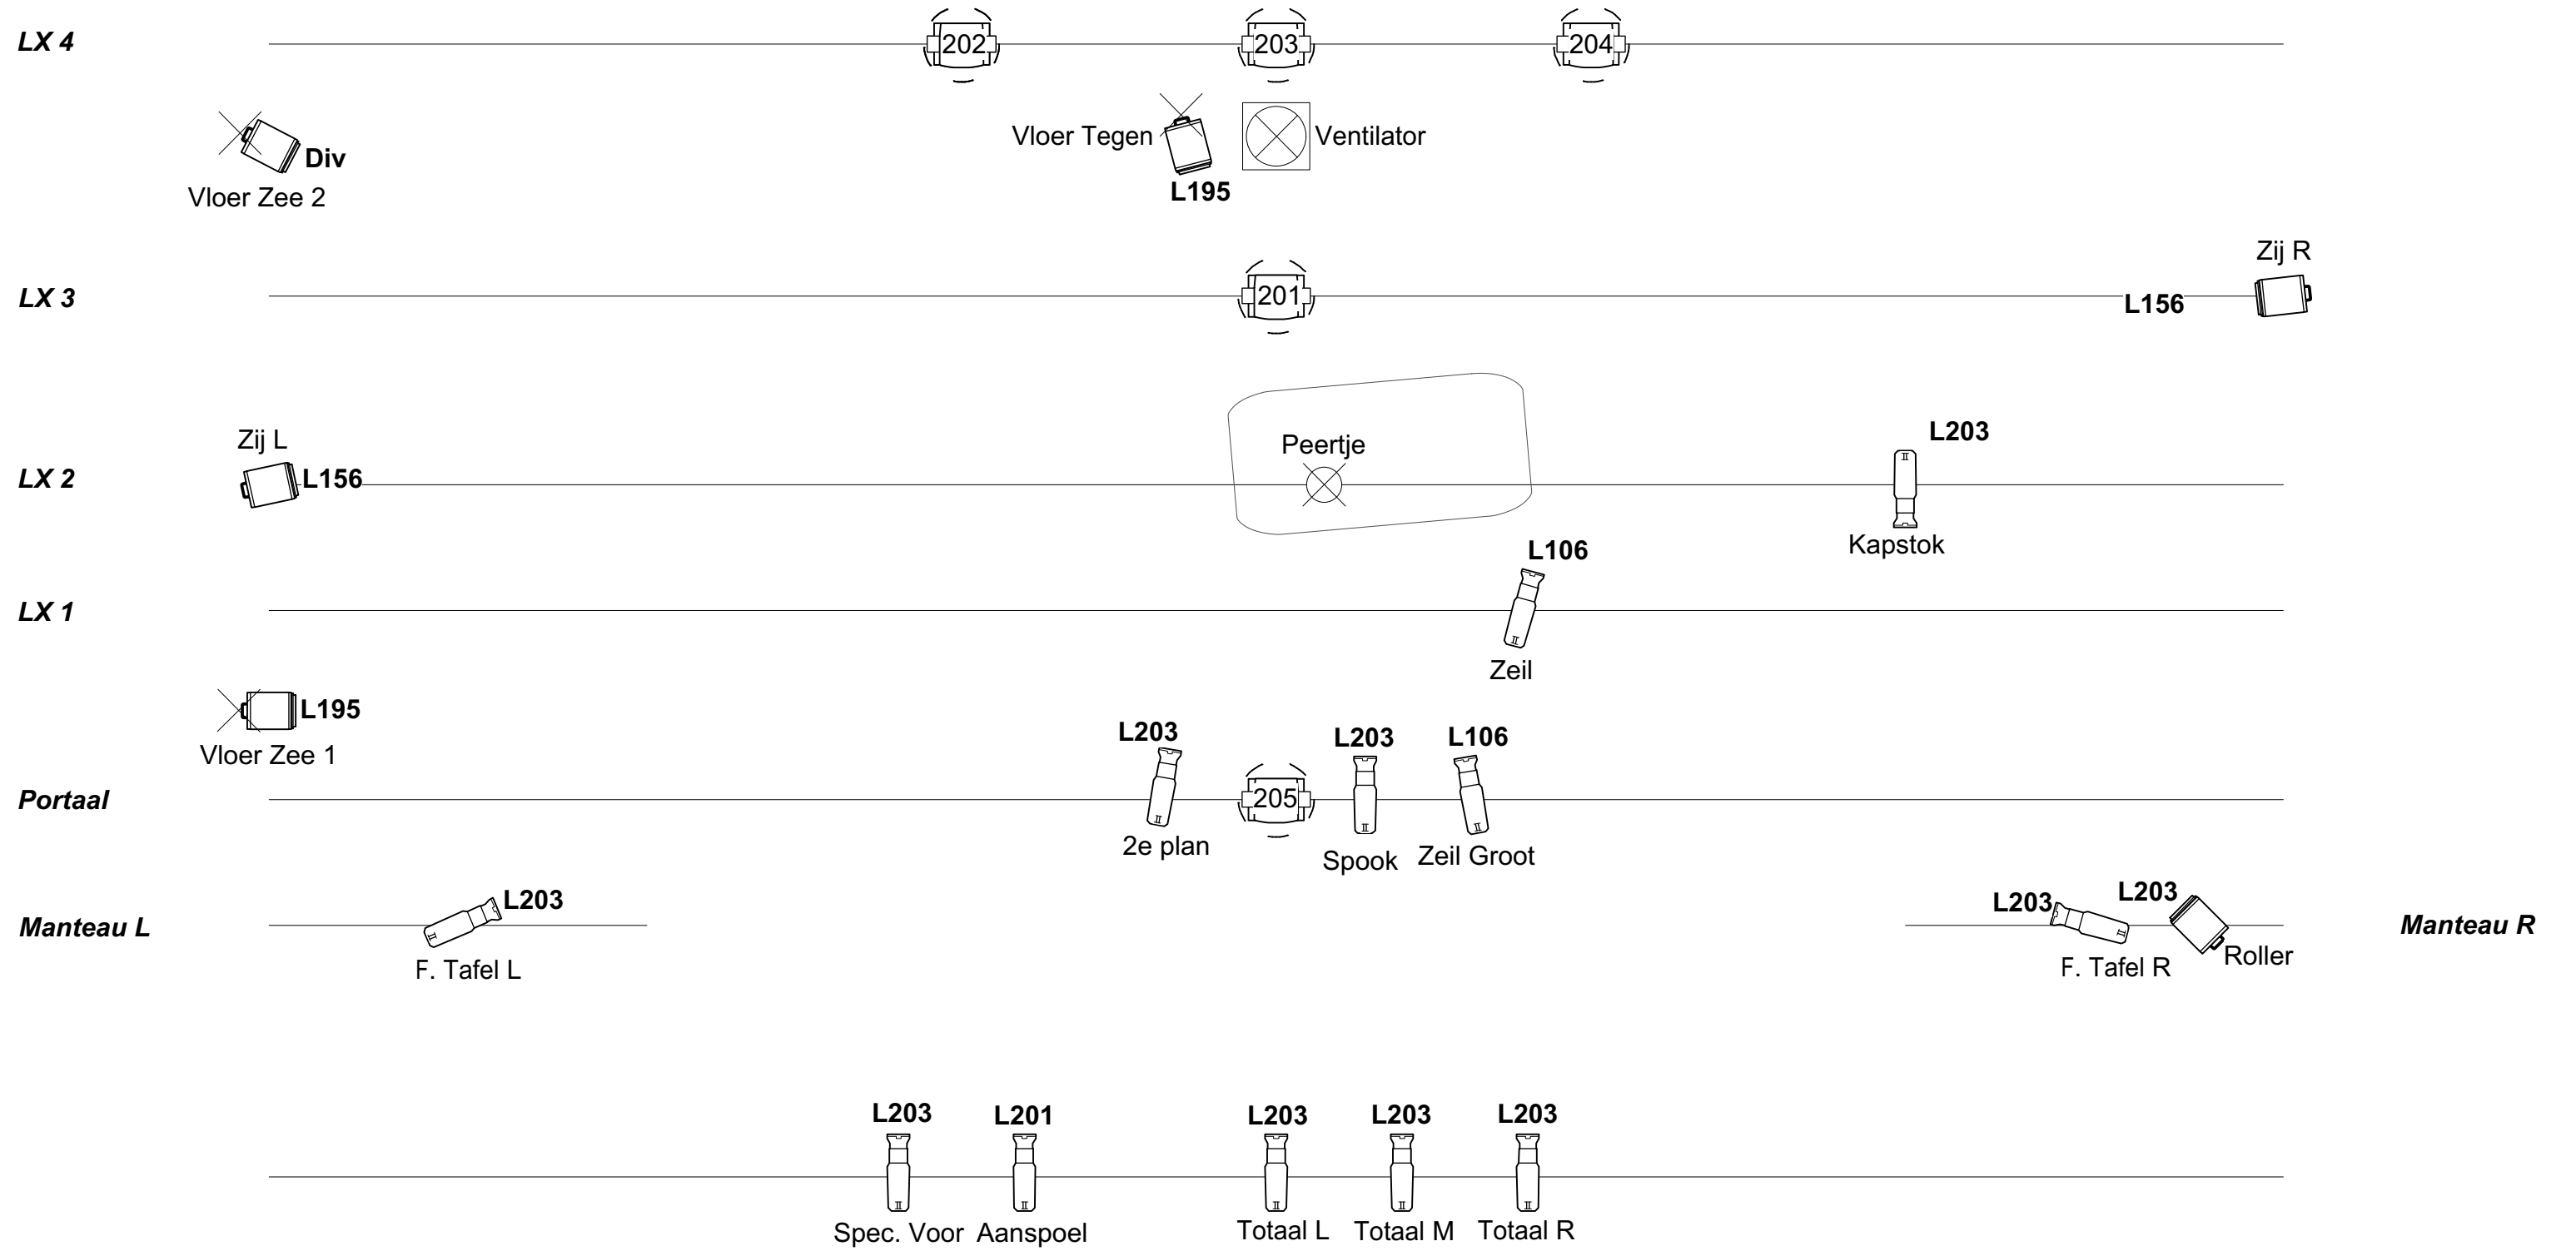 LX 4
202
203
204
Vloer Tegen
Ventilator
Div
Vloer Zee 2
L195
Zij R
LX 3
201
L156
Zij L
Peertje
L203
LX 2
L156
Kapstok
L106
LX 1
Zeil
L195
Vloer Zee 1
L203
L203
L106
Portaal
205
2e plan
Spook
Zeil Groot
L203
L203
L203
Manteau L
Manteau R
F. Tafel L
F. Tafel R
Roller
L203
L201
L203
L203
L203
Spec. Voor
Aanspoel
Totaal L
Totaal M
Totaal R